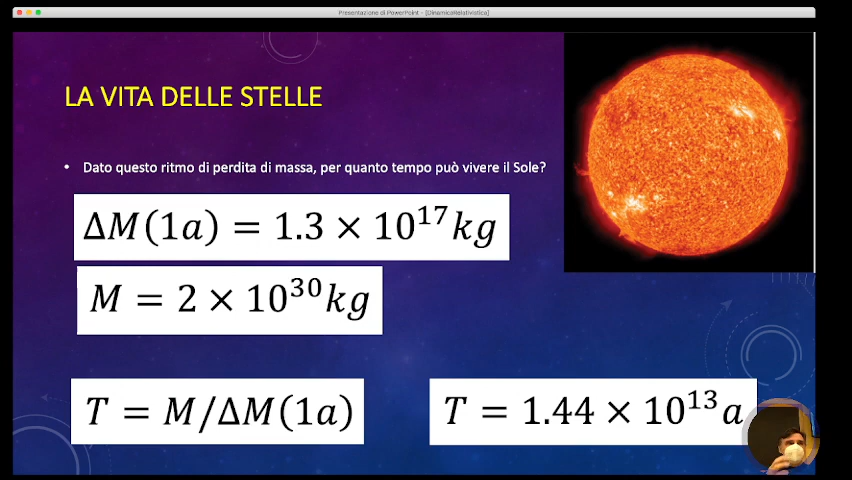 Presentazione di PowerPoint - [DinamicaRelativistica]
LA VITA DELLE STELLE
• Dato questo ritmo di perdita di massa, per quanto tempo può vivere il Sole?
ΔM(1a) = 1.3 × 10¹⁷kg
M = 2 × 10³⁰kg
T = M/ΔM(1a)
T = 1.44 × 10¹³a